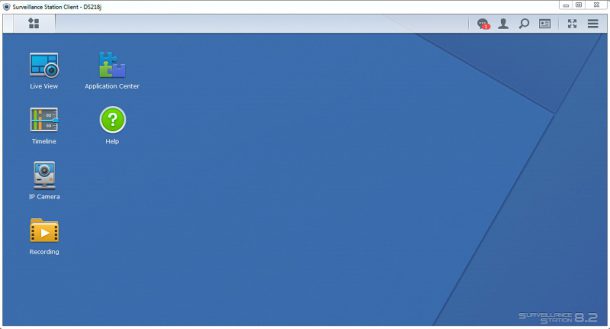 Surveillance Station Client - DS218j
Live View
Application Center
Timeline
Help
IP Camera
Recording
SURVEILLANCE
STATION 8.2